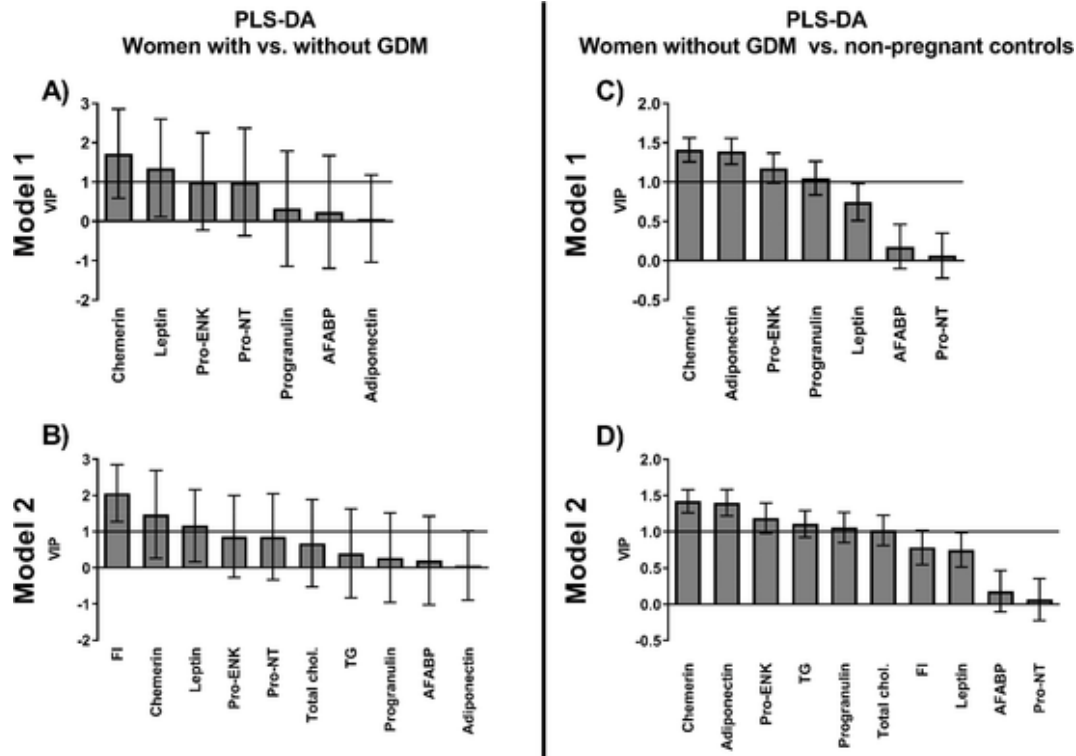 PLS-DA
Women with vs. without GDM
A)
Model 1
VIP
3
2
1
0
-1
-2
Chemerin
Leptin
Pro-ENK
Pro-NT
Progranulin
AFABP
Adiponectin
B)
Model 2
VIP
3
2
1
0
-1
-2
FI
Chemerin
Leptin
Pro-ENK
Pro-NT
Total chol.
TG
Progranulin
AFABP
Adiponectin
PLS-DA
Women without GDM vs. non-pregnant controls
C)
Model 1
VIP
2.0
1.5
1.0
0.5
0.0
-0.5
Chemerin
Adiponectin
Pro-ENK
Progranulin
Leptin
AFABP
Pro-NT
D)
Model 2
VIP
2.0
1.5
1.0
0.5
0.0
-0.5
Chemerin
Adiponectin
Pro-ENK
TG
Progranulin
Total chol.
FI
Leptin
AFABP
Pro-NT